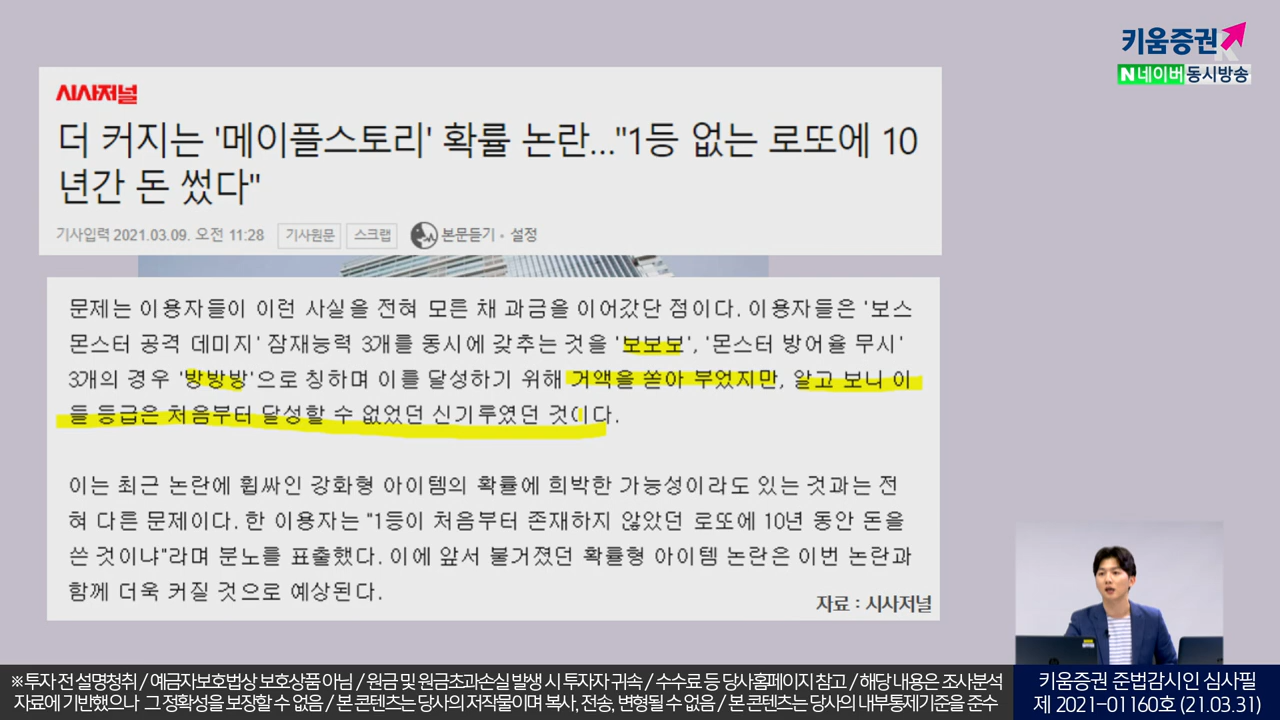 키움증권
N 네이버 동시방송
시사저널
더 커지는 '메이플스토리' 확률 논란..."1등 없는 로또에 10
년간 돈 썼다"
기사입력 2021.03.09. 오전 11:28 기사원문 스크랩 본문듣기 · 설정
문제는 이용자들이 이런 사실을 전혀 모른 채 과금을 이어갔단 점이다. 이용자들은 '보스
몬스터 공격 데미지' 잠재능력 3개를 동시에 갖추는 것을 '보보보', '몬스터 방어율 무시'
3개의 경우 '방방방'으로 칭하며 이를 달성하기 위해 거액을 쏟아 부었지만, 알고 보니 이
들 등급은 처음부터 달성할 수 없었던 신기루였던 것이다.
이는 최근 논란에 휩싸인 강화형 아이템의 확률에 희박한 가능성이라도 있는 것과는 전
혀 다른 문제이다. 한 이용자는 "1등이 처음부터 존재하지 않았던 로또에 10년 동안 돈을
쓴 것이냐"라며 분노를 표출했다. 이에 앞서 불거졌던 확률형 아이템 논란은 이번 논란과
함께 더욱 커질 것으로 예상된다.
자료 : 시사저널
※투자 전 설명청취 / 예금자보호법상 보호상품 아님 / 원금 및 원금초과손실 발생 시 투자자 귀속 / 수수료 등 당사홈페이지 참고 / 해당 내용은 조사분석
자료에 기반했으나 그 정확성을 보장할 수 없음 / 본 콘텐츠는 당사의 저작물이며 복사, 전송, 변형될 수 없음 / 본 콘텐츠는 당사의 내부통제기준을 준수
키움증권 준법감시인 심사필
제 2021-01160호 (21.03.31)